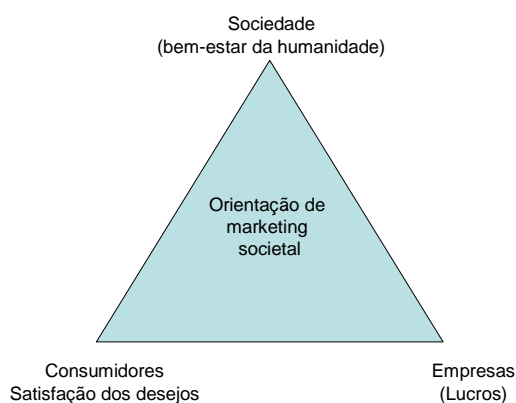 Sociedade
(bem-estar da humanidade)
Orientação de
marketing
societal
Consumidores
Satisfação dos desejos
Empresas
(Lucros)